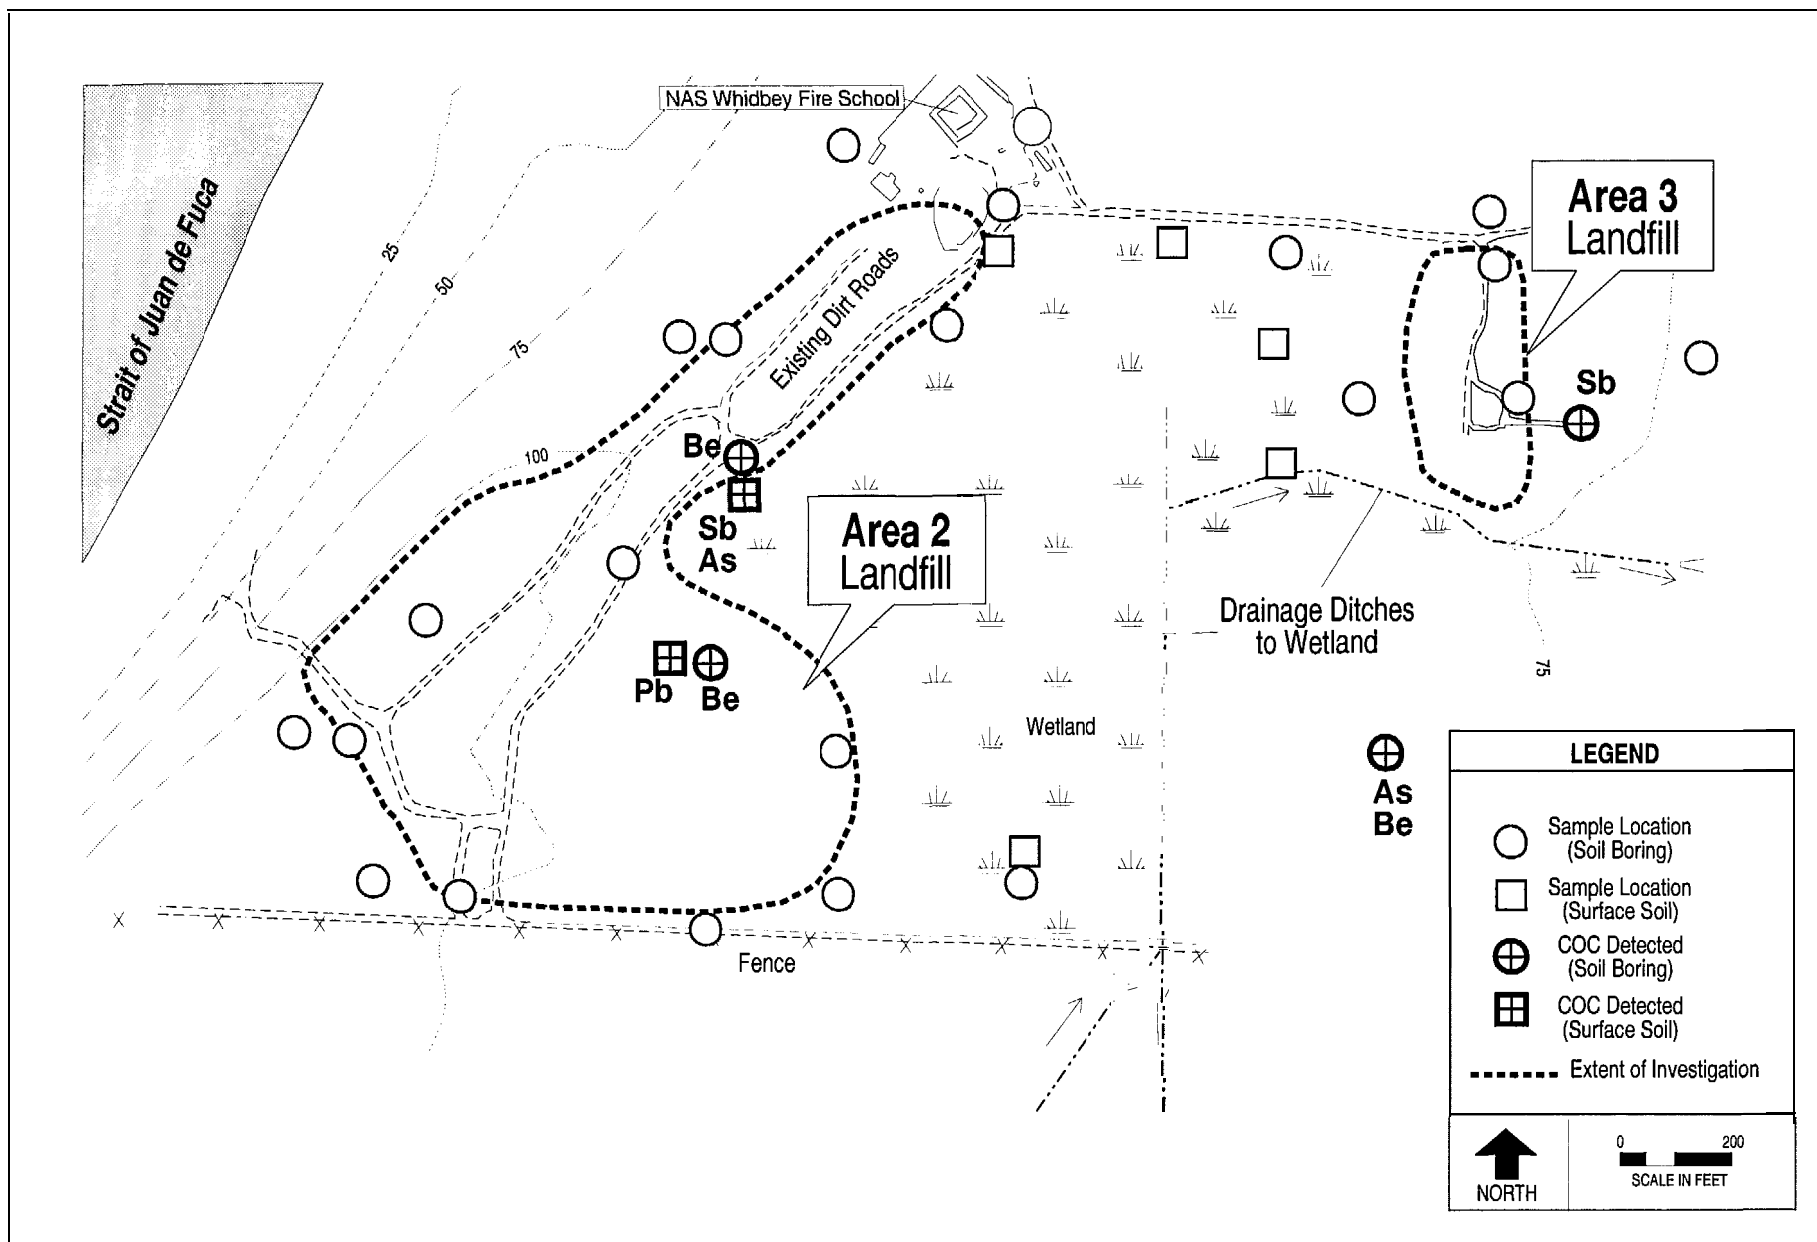 NAS Whidbey Fire School
Strait of Juan de Fuca
25
50
75
100
Existing Dirt Roads
Area 3
Landfill
Sb
Be
Sb
As
Area 2
Landfill
Pb
Be
Drainage Ditches
to Wetland
75
Wetland
As
Be
Fence
LEGEND
Sample Location
(Soil Boring)
Sample Location
(Surface Soil)
COC Detected
(Soil Boring)
COC Detected
(Surface Soil)
Extent of Investigation
NORTH
0 200
SCALE IN FEET